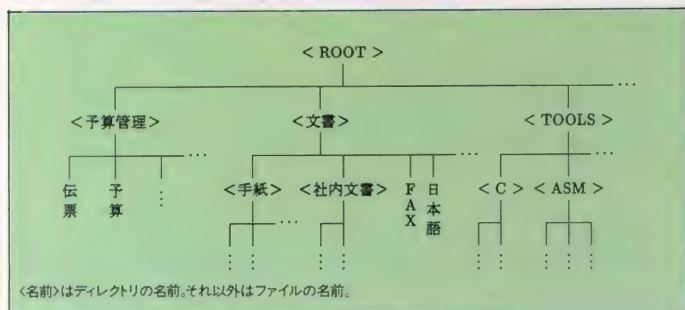 < ROOT >
<予算管理> <文書> < TOOLS >
伝票 予算 <手紙> <社内文書> FAX 日本語 < C > < ASM >
<名前>はディレクトリの名前。それ以外はファイルの名前。